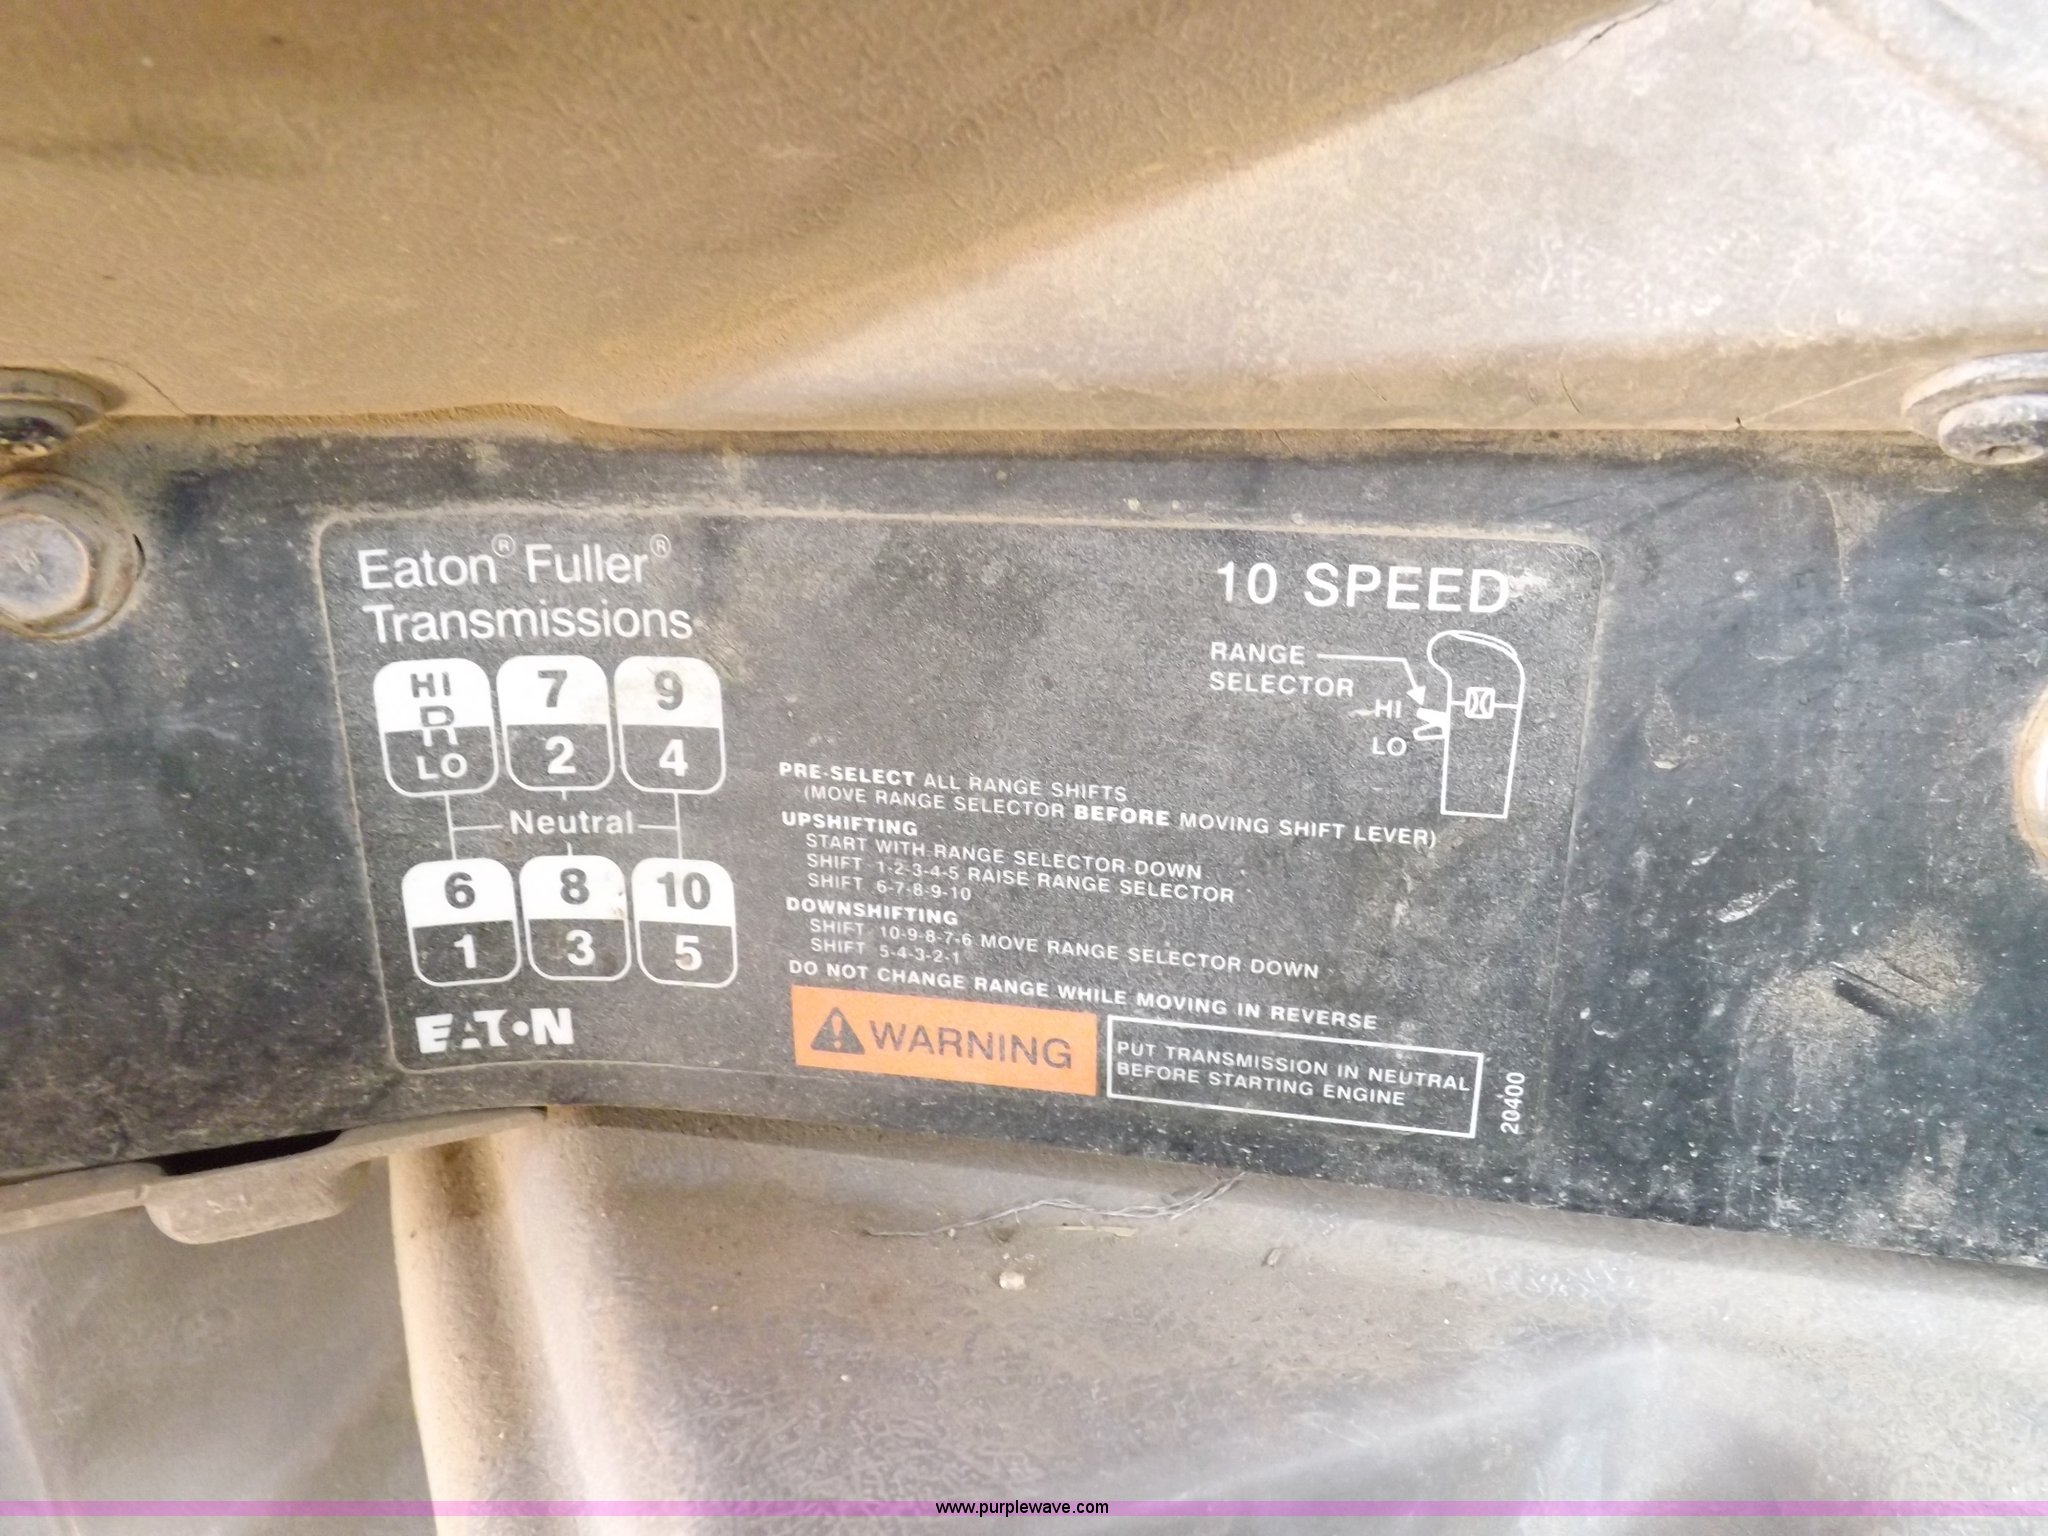 Eaton® Fuller®
Transmissions
HI
R
LO
7
2
9
4
Neutral
6
1
8
3
10
5
EATON
10 SPEED
RANGE
SELECTOR
HI
LO
PRE-SELECT ALL RANGE SHIFTS
(MOVE RANGE SELECTOR BEFORE MOVING SHIFT LEVER)
UPSHIFTING
START WITH RANGE SELECTOR DOWN
SHIFT 1-2-3-4-5 RAISE RANGE SELECTOR
SHIFT 6-7-8-9-10
DOWNSHIFTING
SHIFT 10-9-8-7-6 MOVE RANGE SELECTOR DOWN
SHIFT 5-4-3-2-1
DO NOT CHANGE RANGE WHILE MOVING IN REVERSE
WARNING
PUT TRANSMISSION IN NEUTRAL
BEFORE STARTING ENGINE
20400
www.purplewave.com